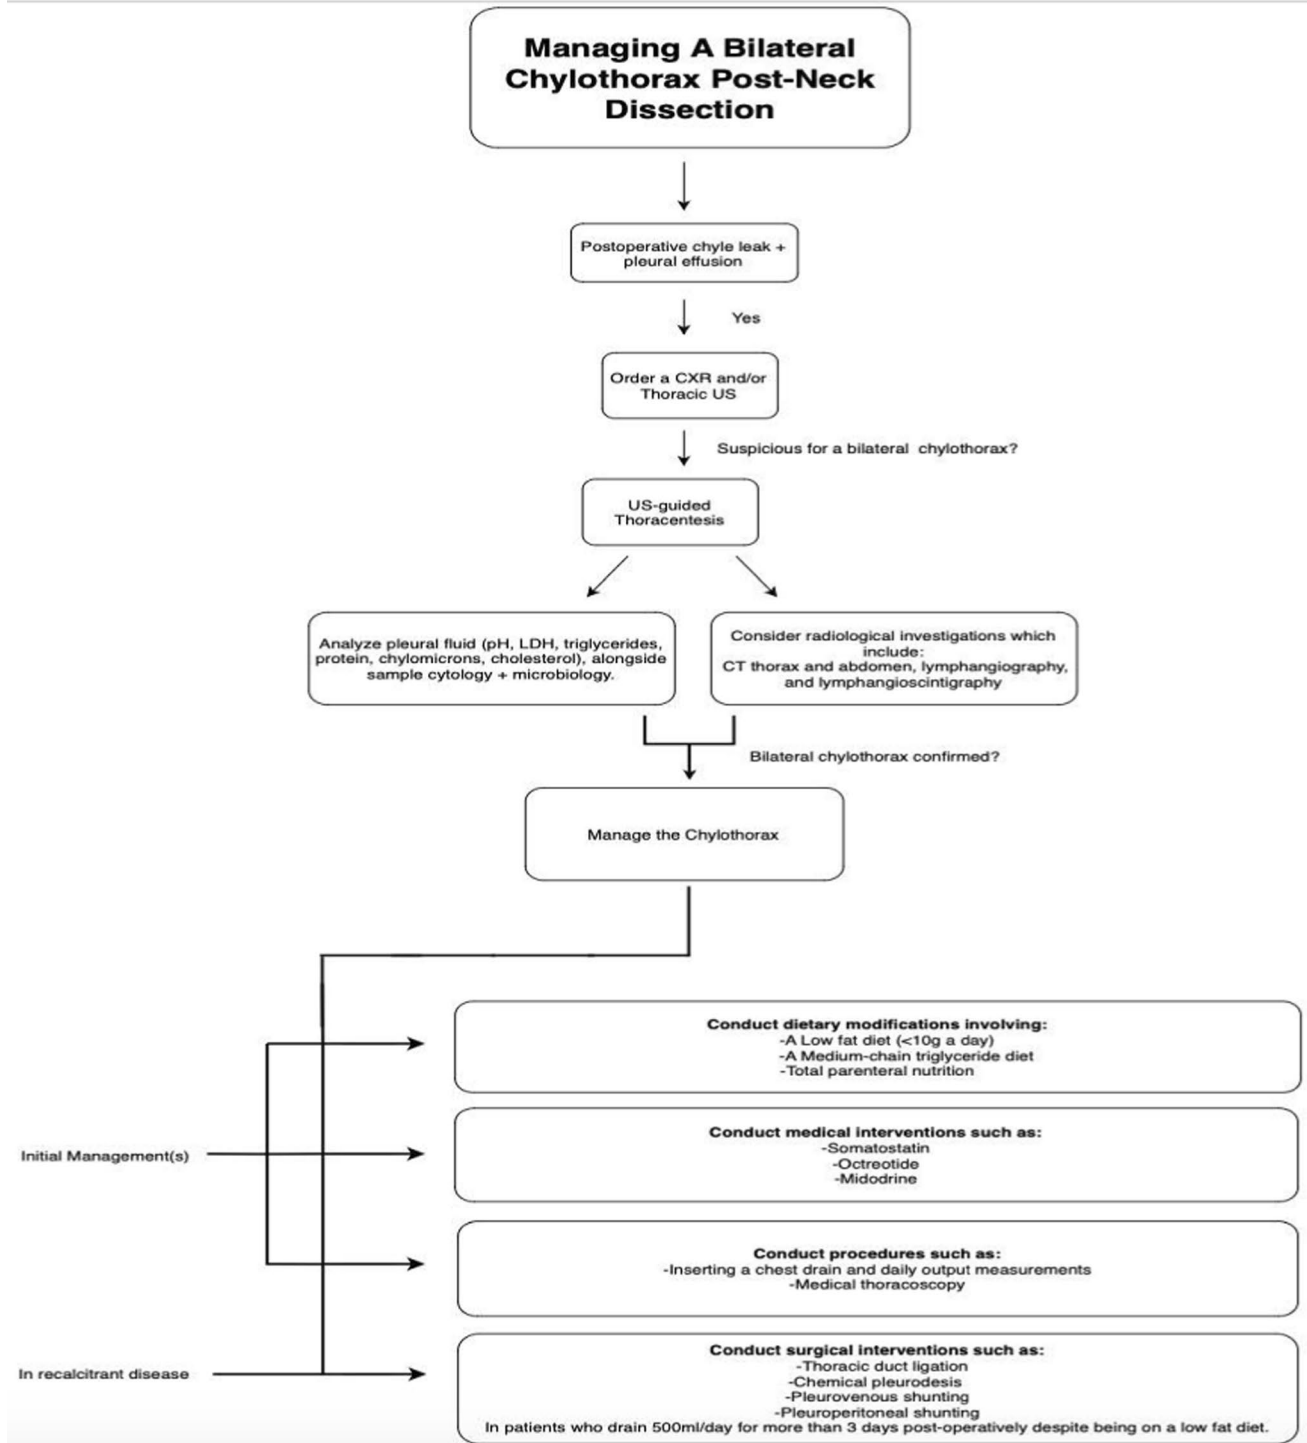 Managing A Bilateral
Chylothorax Post-Neck
Dissection
Postoperative chyle leak +
pleural effusion
Yes
Order a CXR and/or
Thoracic US
Suspicious for a bilateral chylothorax?
US-guided
Thoracentesis
Analyze pleural fluid (pH, LDH, triglycerides,
protein, chylomicrons, cholesterol), alongside
sample cytology + microbiology.
Consider radiological investigations which
include:
CT thorax and abdomen, lymphangiography,
and lymphangioscintigraphy
Bilateral chylothorax confirmed?
Manage the Chylothorax
Conduct dietary modifications involving:
-A Low fat diet (<10g a day)
-A Medium-chain triglyceride diet
-Total parenteral nutrition
Initial Management(s)
Conduct medical interventions such as:
-Somatostatin
-Octreotide
-Midodrine
Conduct procedures such as:
-Inserting a chest drain and daily output measurements
-Medical thoracoscopy
In recalcitrant disease
Conduct surgical interventions such as:
-Thoracic duct ligation
-Chemical pleurodesis
-Pleurovenous shunting
-Pleuroperitoneal shunting
In patients who drain 500ml/day for more than 3 days post-operatively despite being on a low fat diet.